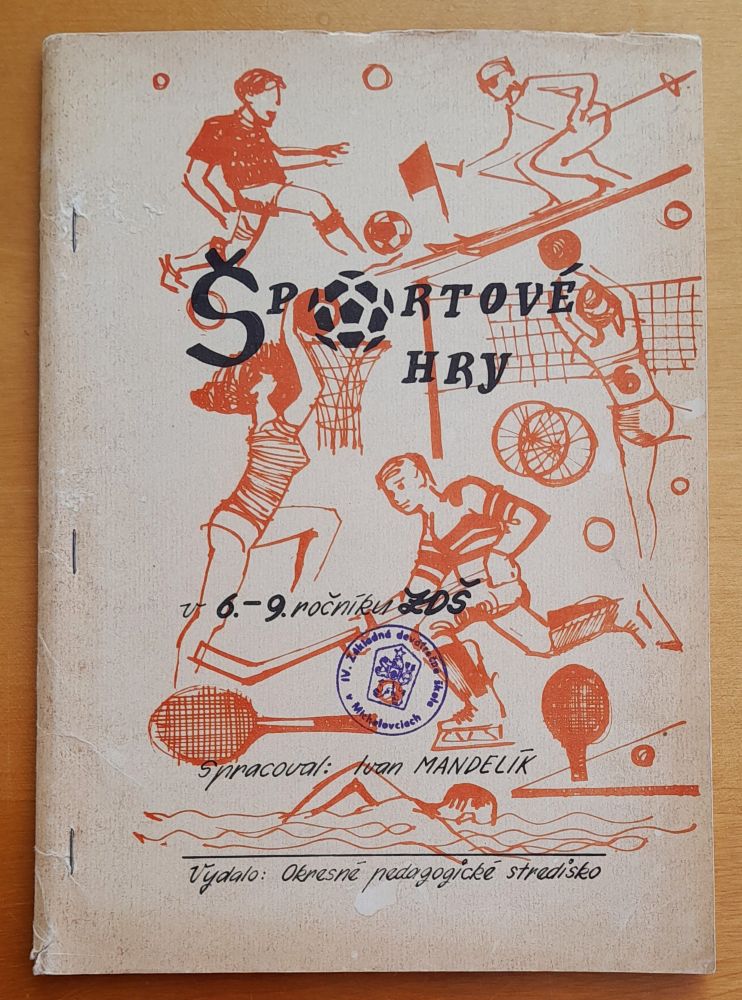 ŠPORTOVÉ
HRY
v 6.-9. ročníku ZDŠ
IV. Základná deväťročná škola
v Michalovciach
Spracoval: Ivan MANDELÍK
Vydalo: Okresné pedagogické stredisko